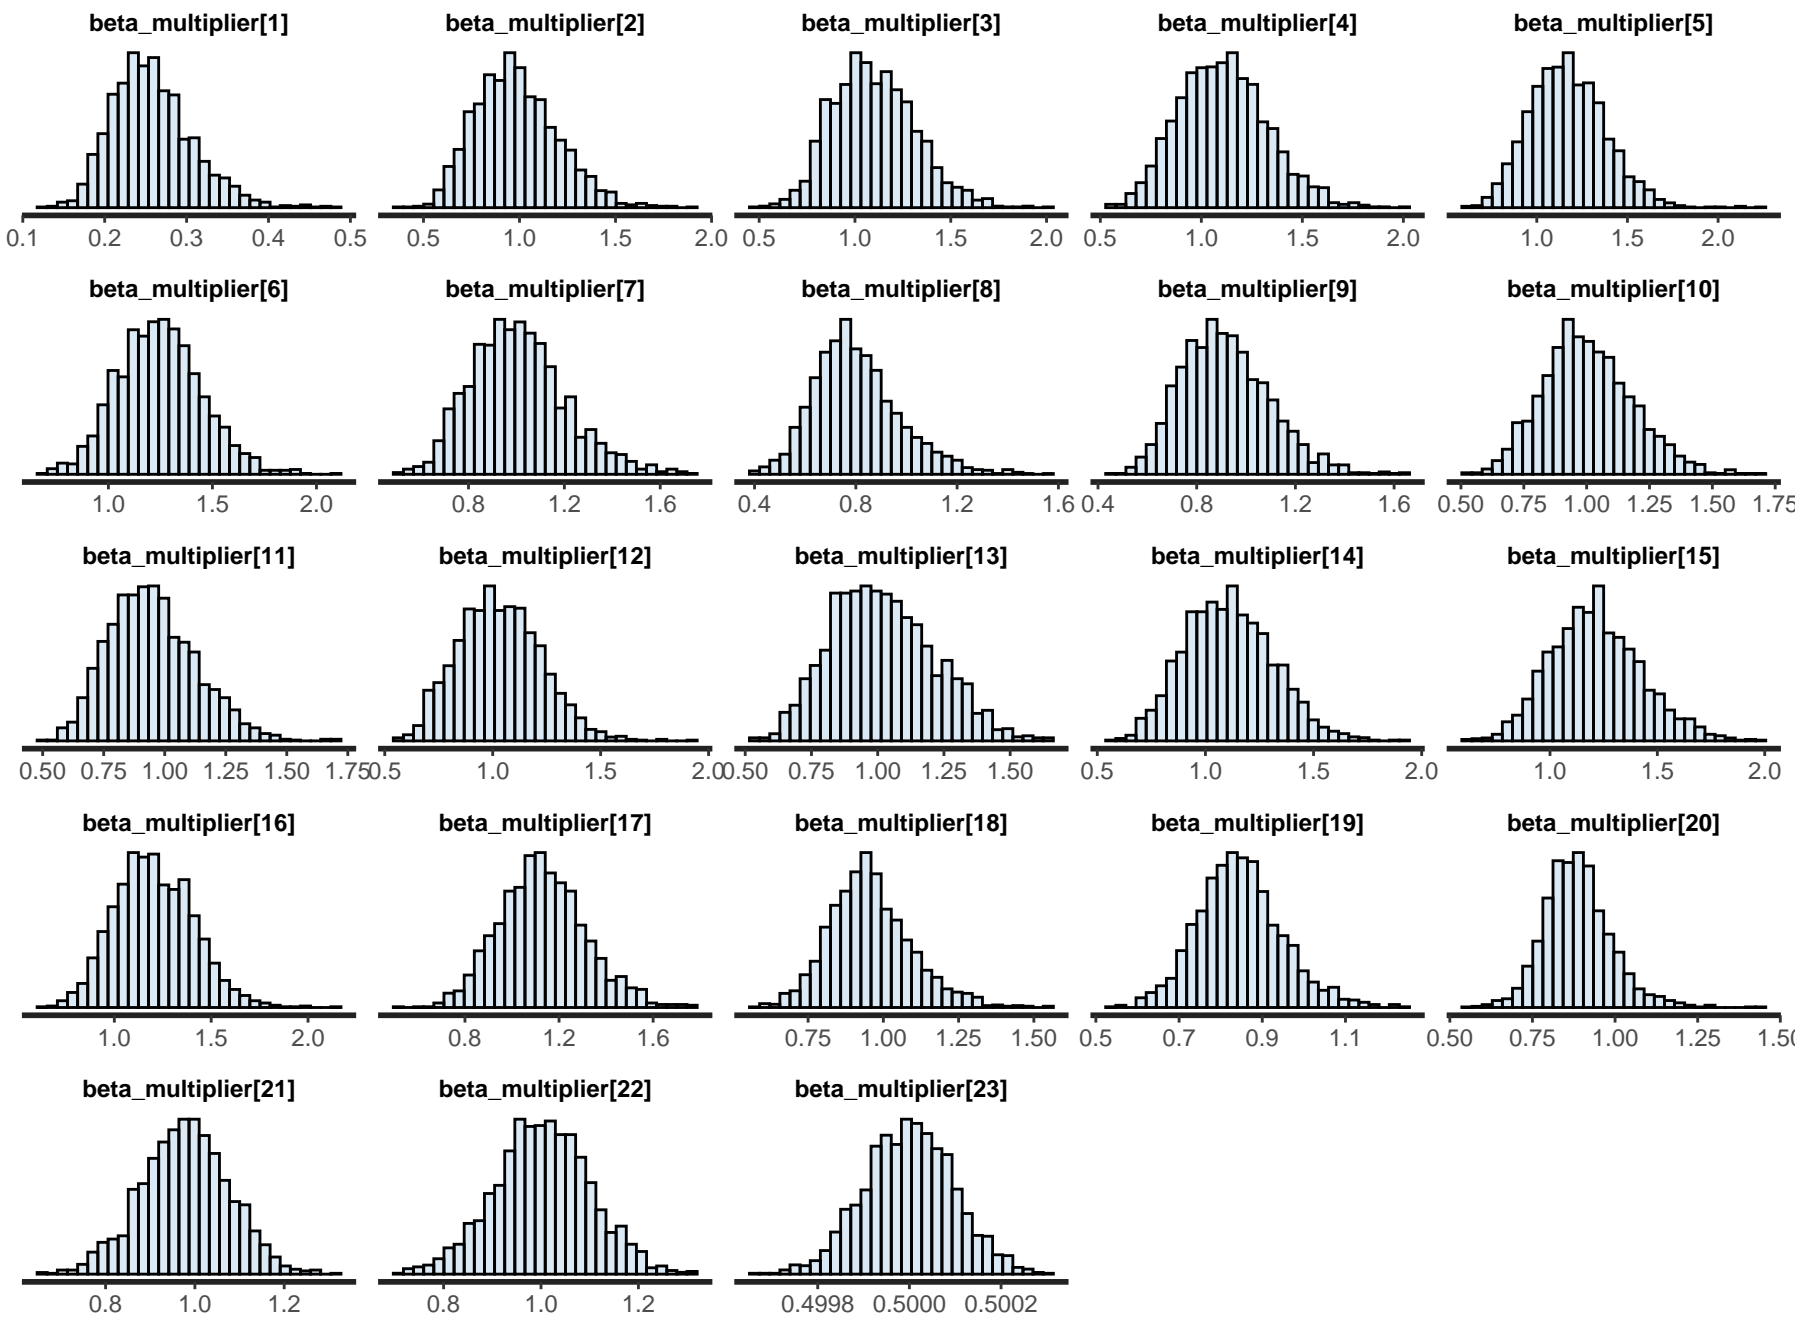 beta_multiplier[1] beta_multiplier[2] beta_multiplier[3] beta_multiplier[4] beta_multiplier[5]
0.1 0.2 0.3 0.4 0.5 0.5 1.0 1.5 2.0 0.5 1.0 1.5 2.0 0.5 1.0 1.5 2.0 1.0 1.5 2.0
beta_multiplier[6] beta_multiplier[7] beta_multiplier[8] beta_multiplier[9] beta_multiplier[10]
1.0 1.5 2.0 0.8 1.2 1.6 0.4 0.8 1.2 1.6 0.4 0.8 1.2 1.6 0.50 0.75 1.00 1.25 1.50 1.75
beta_multiplier[11] beta_multiplier[12] beta_multiplier[13] beta_multiplier[14] beta_multiplier[15]
0.50 0.75 1.00 1.25 1.50 1.75 0.5 1.0 1.5 2.0 0.50 0.75 1.00 1.25 1.50 0.5 1.0 1.5 2.0 1.0 1.5 2.0
beta_multiplier[16] beta_multiplier[17] beta_multiplier[18] beta_multiplier[19] beta_multiplier[20]
1.0 1.5 2.0 0.8 1.2 1.6 0.75 1.00 1.25 1.50 0.5 0.7 0.9 1.1 0.50 0.75 1.00 1.25 1.50
beta_multiplier[21] beta_multiplier[22] beta_multiplier[23]
0.8 1.0 1.2 0.8 1.0 1.2 0.4998 0.5000 0.5002